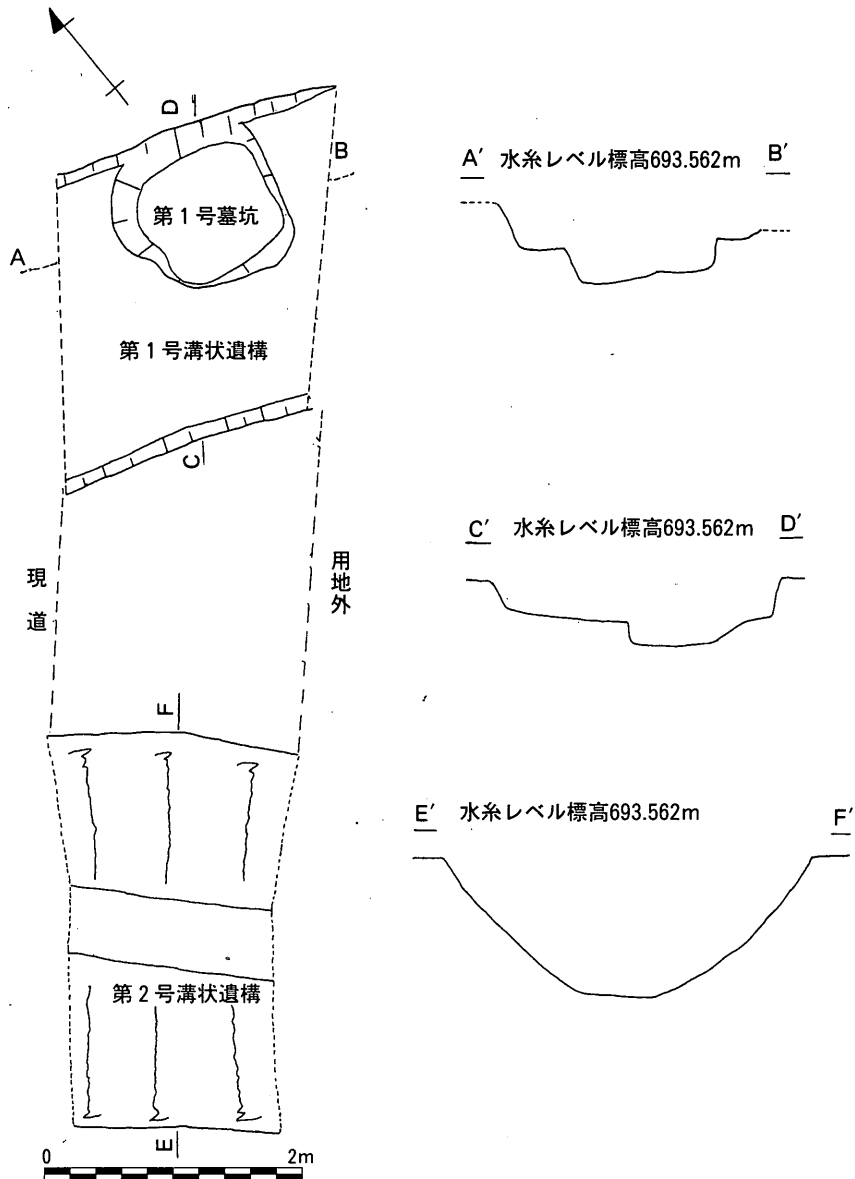 D
B
第1号墓坑
A
第1号溝状遺構
C
現道
用地外
F
第2号溝状遺構
E
0 2m
A′ 水糸レベル標高693.562m B′
C′ 水糸レベル標高693.562m D′
E′ 水糸レベル標高693.562m F′